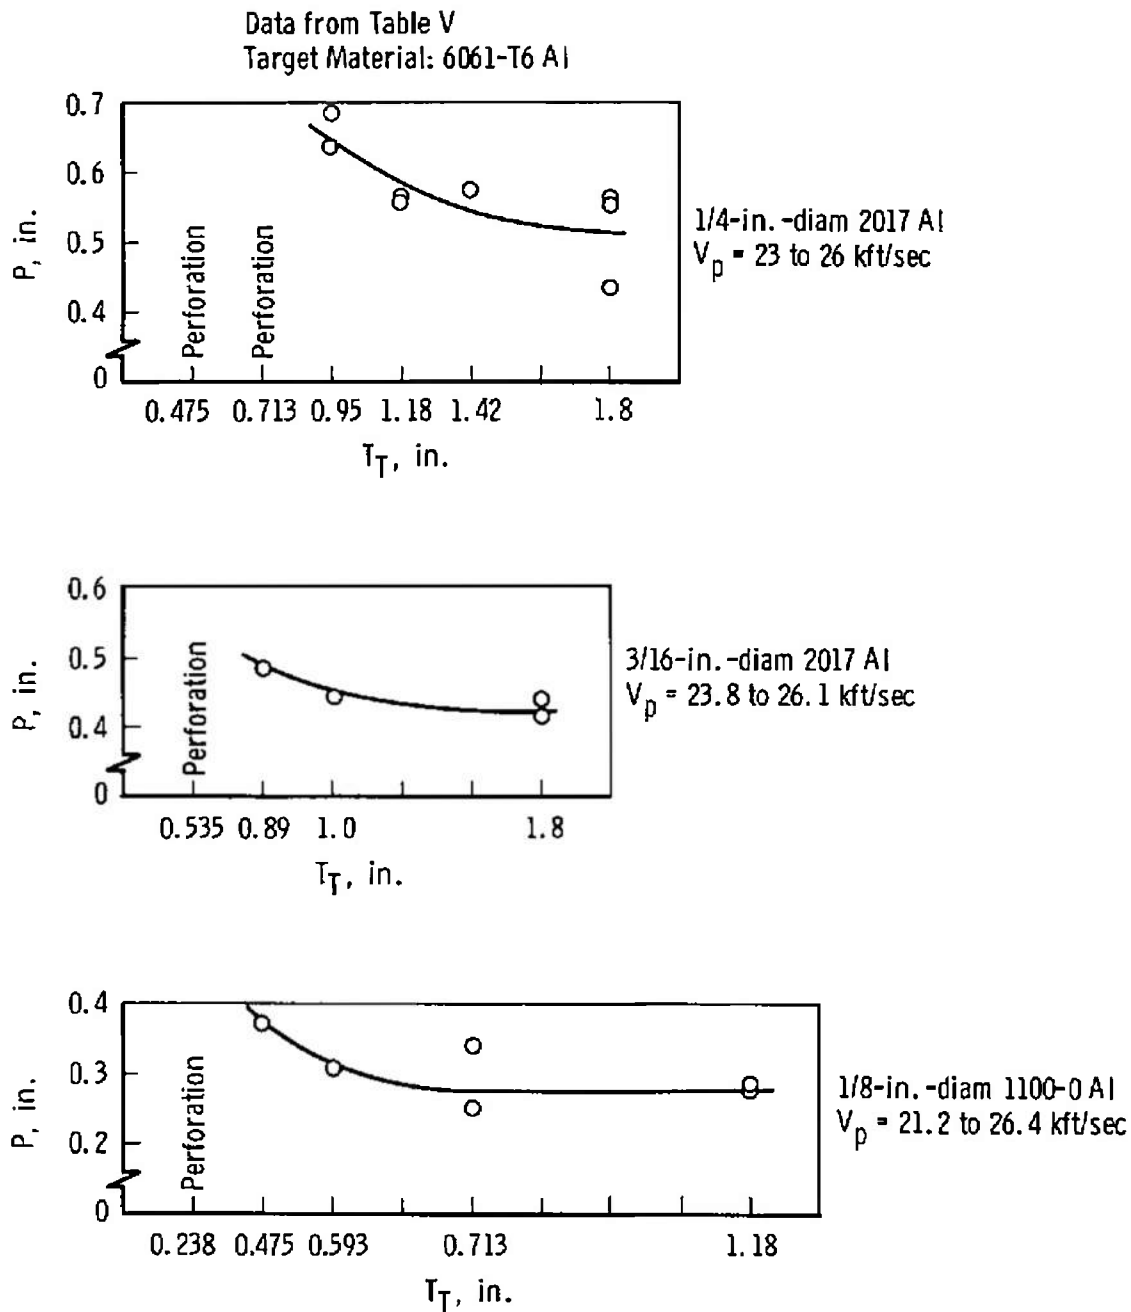 Data from Table V
Target Material: 6061-T6 Al
0.7
0.6
0.5
0.4
0
P, in.
Perforation
Perforation
0.475 0.713 0.95 1.18 1.42 1.8
T_T, in.
1/4-in.-diam 2017 Al
V_p = 23 to 26 kft/sec
0.6
0.5
0.4
0
P, in.
Perforation
0.535 0.89 1.0 1.8
T_T, in.
3/16-in.-diam 2017 Al
V_p = 23.8 to 26.1 kft/sec
0.4
0.3
0.2
0
P, in.
Perforation
0.238 0.475 0.593 0.713 1.18
T_T, in.
1/8-in.-diam 1100-0 Al
V_p = 21.2 to 26.4 kft/sec